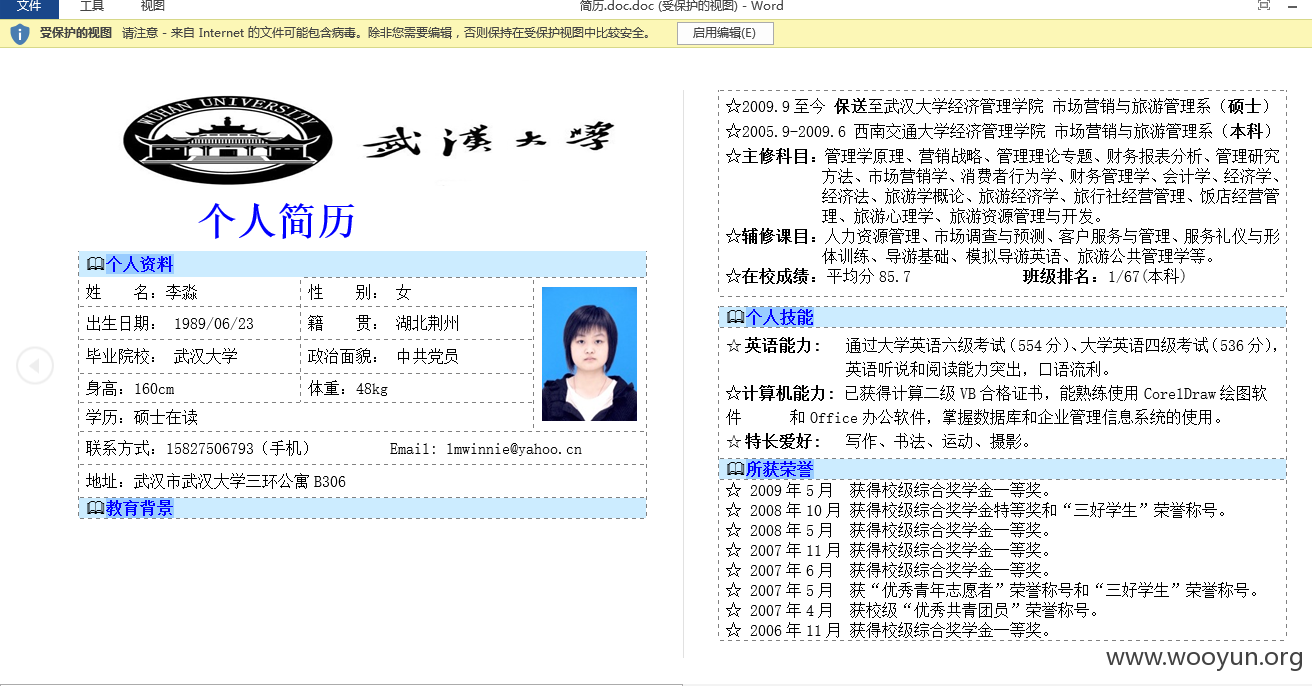 文件 工具 视图 简历.doc.doc (受保护的视图) - Word
受保护的视图 请注意 - 来自 Internet 的文件可能包含病毒。除非您需要编辑，否则保持在受保护视图中比较安全。 启用编辑(E)
WUHAN UNIVERSITY
武漢大學
个人简历
个人资料
姓 名：李淼 性 别： 女
出生日期： 1989/06/23 籍 贯： 湖北荆州
毕业院校： 武汉大学 政治面貌： 中共党员
身高：160cm 体重：48kg
学历：硕士在读
联系方式：15827506793（手机） Email: lmwinnie@yahoo.cn
地址：武汉市武汉大学三环公寓 B306
教育背景
☆2009.9 至今 保送至武汉大学经济管理学院 市场营销与旅游管理系（硕士）
☆2005.9-2009.6 西南交通大学经济管理学院 市场营销与旅游管理系（本科）
☆主修科目：管理学原理、营销战略、管理理论专题、财务报表分析、管理研究
方法、市场营销学、消费者行为学、财务管理学、会计学、经济学、
经济法、旅游学概论、旅游经济学、旅行社经营管理、饭店经营管
理、旅游心理学、旅游资源管理与开发。
☆辅修课目：人力资源管理、市场调查与预测、客户服务与管理、服务礼仪与形
体训练、导游基础、模拟导游英语、旅游公共管理学等。
☆在校成绩：平均分 85.7 班级排名：1/67(本科)
个人技能
☆英语能力： 通过大学英语六级考试（554 分）、大学英语四级考试（536 分），
英语听说和阅读能力突出，口语流利。
☆计算机能力：已获得计算二级 VB 合格证书，能熟练使用 CorelDraw 绘图软
件 和 Office 办公软件，掌握数据库和企业管理信息系统的使用。
☆特长爱好： 写作、书法、运动、摄影。
所获荣誉
☆ 2009 年 5 月 获得校级综合奖学金一等奖。
☆ 2008 年 10 月 获得校级综合奖学金特等奖和“三好学生”荣誉称号。
☆ 2008 年 5 月 获得校级综合奖学金一等奖。
☆ 2007 年 11 月 获得校级综合奖学金一等奖。
☆ 2007 年 6 月 获得校级综合奖学金一等奖。
☆ 2007 年 5 月 获“优秀青年志愿者”荣誉称号和“三好学生”荣誉称号。
☆ 2007 年 4 月 获校级“优秀共青团员”荣誉称号。
☆ 2006 年 11 月 获得校级综合奖学金一等奖。
www.wooyun.org